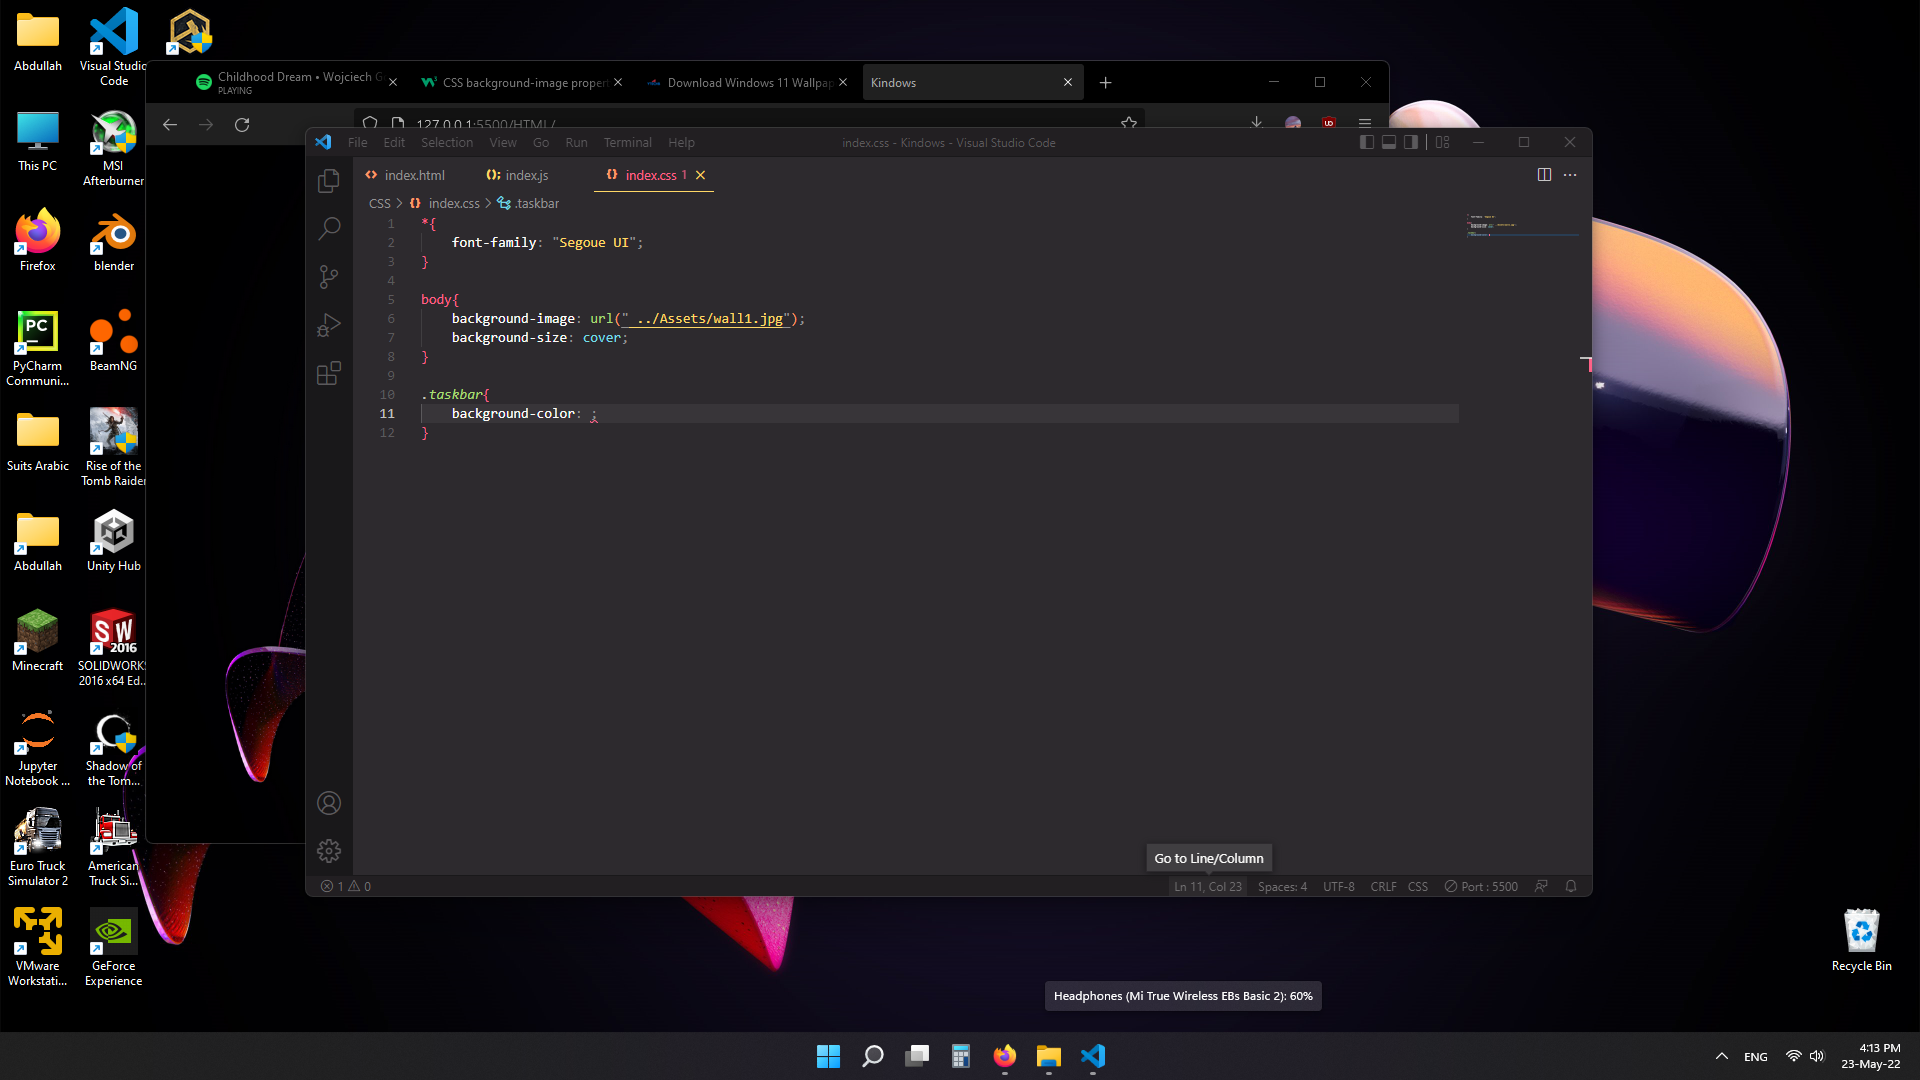 Abdullah
Visual Studio
Code
This PC
MSI
Afterburner
Firefox
blender
PC
PyCharm
Communi...
BeamNG
Suits Arabic
Rise of the
Tomb Raider
Abdullah
Unity Hub
Minecraft
SW
2016
SOLIDWORKS
2016 x64 Ed...
Jupyter
Notebook ...
Shadow of
the Tom...
Euro Truck
Simulator 2
American
Truck Si...
VMware
Workstati...
GeForce
Experience
Childhood Dream • Wojciech G
PLAYING
CSS background-image propert
Download Windows 11 Wallpap
Kindows
127.0.0.1:5500/HTML/
File Edit Selection View Go Run Terminal Help
index.css - Kindows - Visual Studio Code
index.html
index.js
index.css 1
CSS > {} index.css > .taskbar
1 *{
2 font-family: "Segoue UI";
3 }
4
5 body{
6 background-image: url(" ../Assets/wall1.jpg");
7 background-size: cover;
8 }
9
10 .taskbar{
11 background-color: ;
12 }
Go to Line/Column
1 0
Ln 11, Col 23 Spaces: 4 UTF-8 CRLF CSS Port : 5500
Recycle Bin
Headphones (Mi True Wireless EBs Basic 2): 60%
ENG
4:13 PM
23-May-22